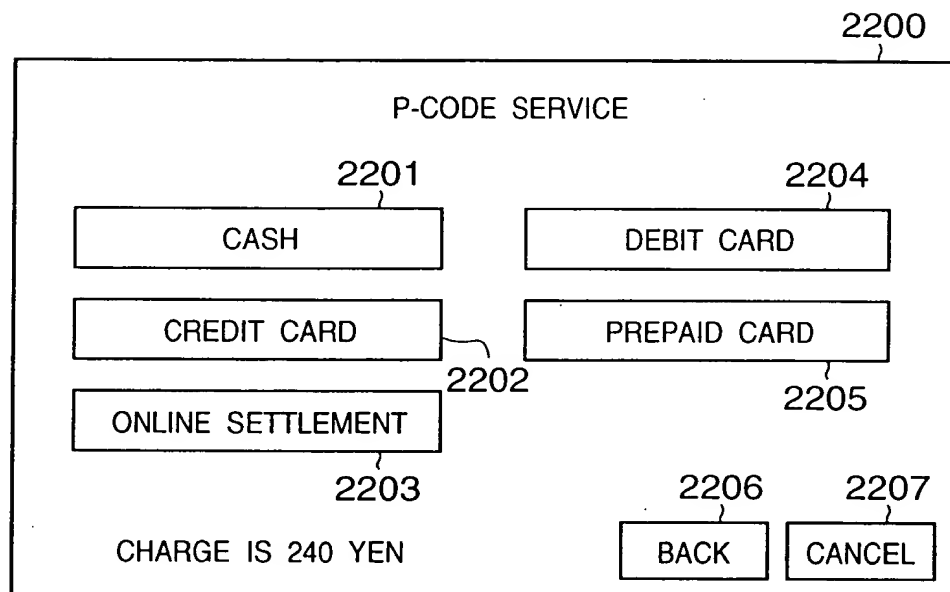 2200
P-CODE SERVICE
2201
2204
CASH
DEBIT CARD
CREDIT CARD
PREPAID CARD
2202
2205
ONLINE SETTLEMENT
2203
2206
2207
CHARGE IS 240 YEN
BACK
CANCEL